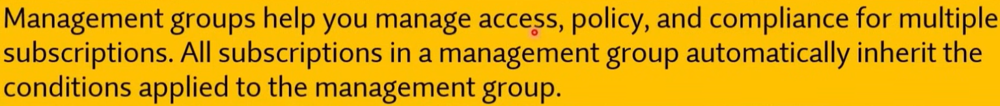 Management groups help you manage access, policy, and compliance for multiple
subscriptions. All subscriptions in a management group automatically inherit the
conditions applied to the management group.